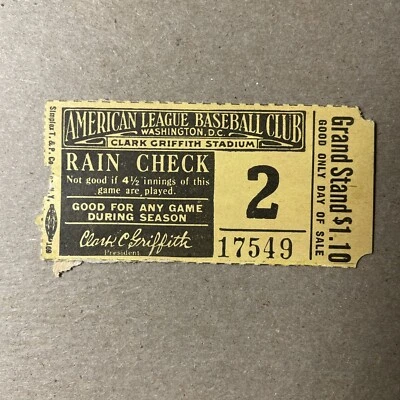 AMERICAN LEAGUE BASEBALL CLUB
WASHINGTON, D.C.
CLARK GRIFFITH STADIUM
RAIN CHECK
Not good if 4½ innings of this
game are played.
GOOD FOR ANY GAME
DURING SEASON
Clark C Griffith
President
2
17549
Grand Stand $1.10
GOOD ONLY DAY OF SALE
Simplex T. & P. Co. N. Y.